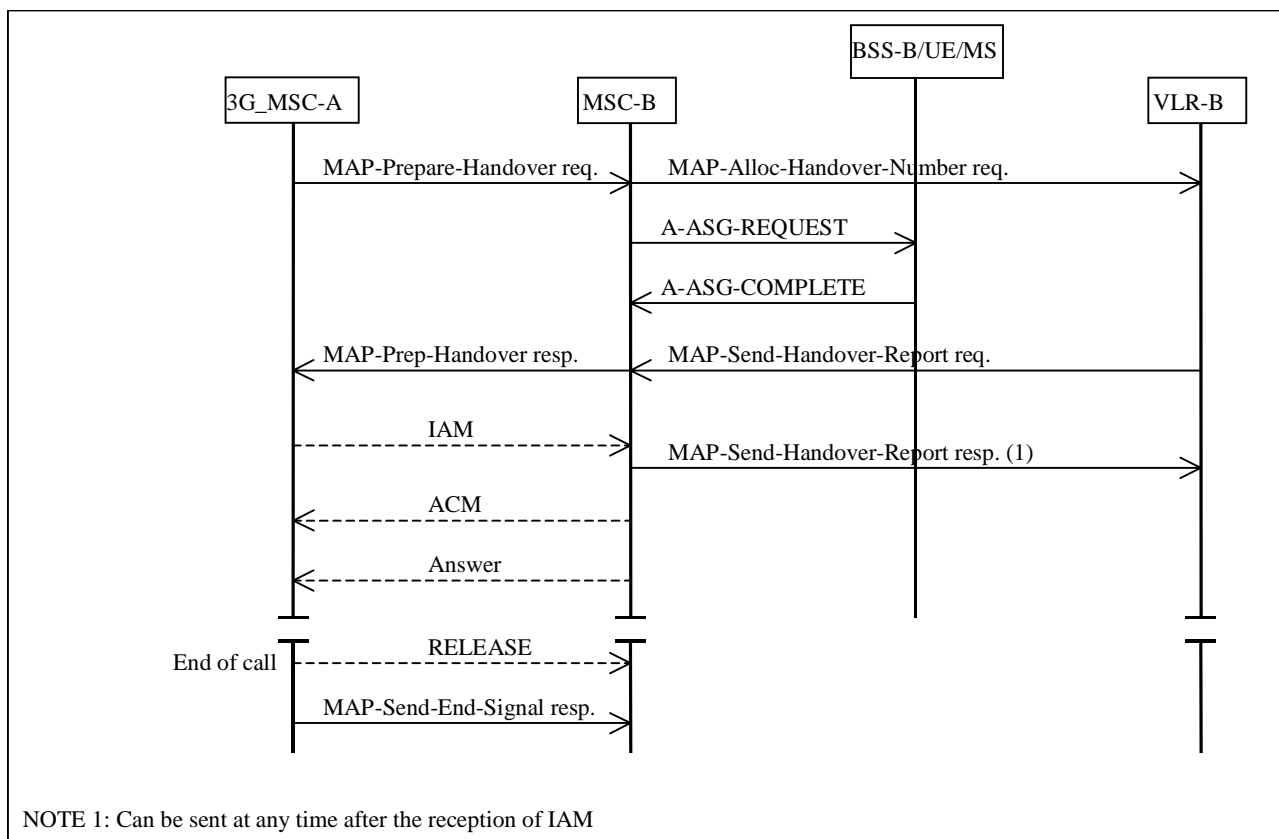 BSS-B/UE/MS
3G_MSC-A
MSC-B
VLR-B
MAP-Prepare-Handover req.
MAP-Alloc-Handover-Number req.
A-ASG-REQUEST
A-ASG-COMPLETE
MAP-Prep-Handover resp.
MAP-Send-Handover-Report req.
IAM
MAP-Send-Handover-Report resp. (1)
ACM
Answer
RELEASE
End of call
MAP-Send-End-Signal resp.
NOTE 1: Can be sent at any time after the reception of IAM